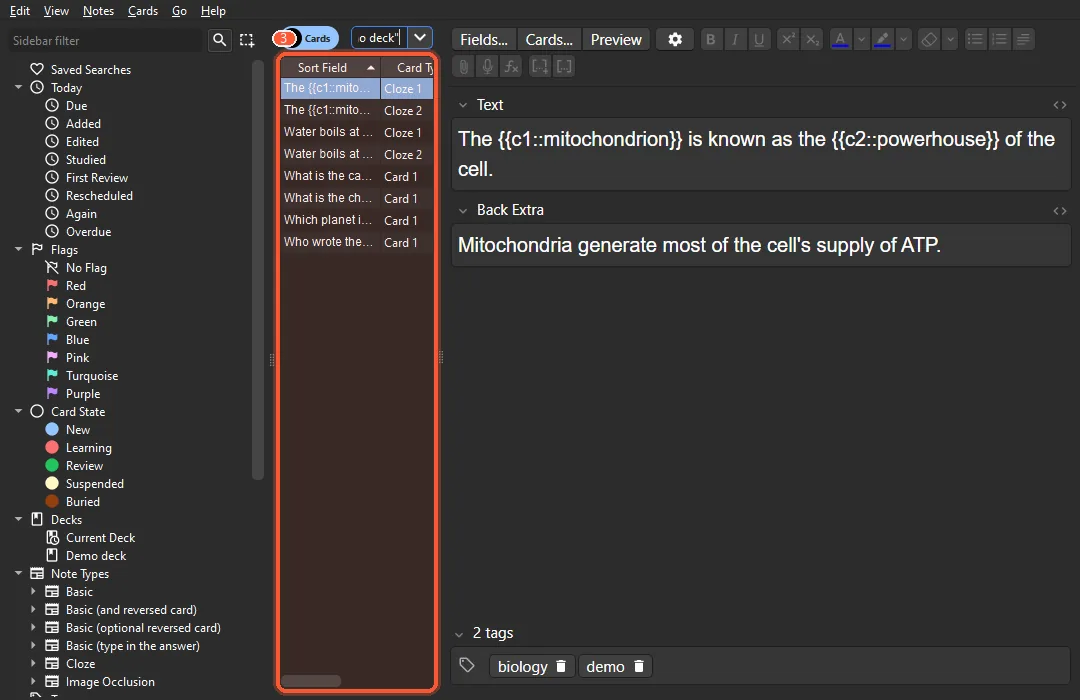 Edit View Notes Cards Go Help
Sidebar filter
Saved Searches
Today
Due
Added
Edited
Studied
First Review
Rescheduled
Again
Overdue
Flags
No Flag
Red
Orange
Green
Blue
Pink
Turquoise
Purple
Card State
New
Learning
Review
Suspended
Buried
Decks
Current Deck
Demo deck
Note Types
Basic
Basic (and reversed card)
Basic (optional reversed card)
Basic (type in the answer)
Cloze
Image Occlusion
3 Cards o deck"
Sort Field Card Ty
The {{c1::mito... Cloze 1
The {{c1::mito... Cloze 2
Water boils at ... Cloze 1
Water boils at ... Cloze 2
What is the ca... Card 1
What is the ch... Card 1
Which planet i... Card 1
Who wrote the... Card 1
Fields... Cards... Preview B I U x² x₂ A
fx [...]+ [...]
Text <>
The {{c1::mitochondrion}} is known as the {{c2::powerhouse}} of the
cell.
Back Extra <>
Mitochondria generate most of the cell's supply of ATP.
2 tags
biology demo